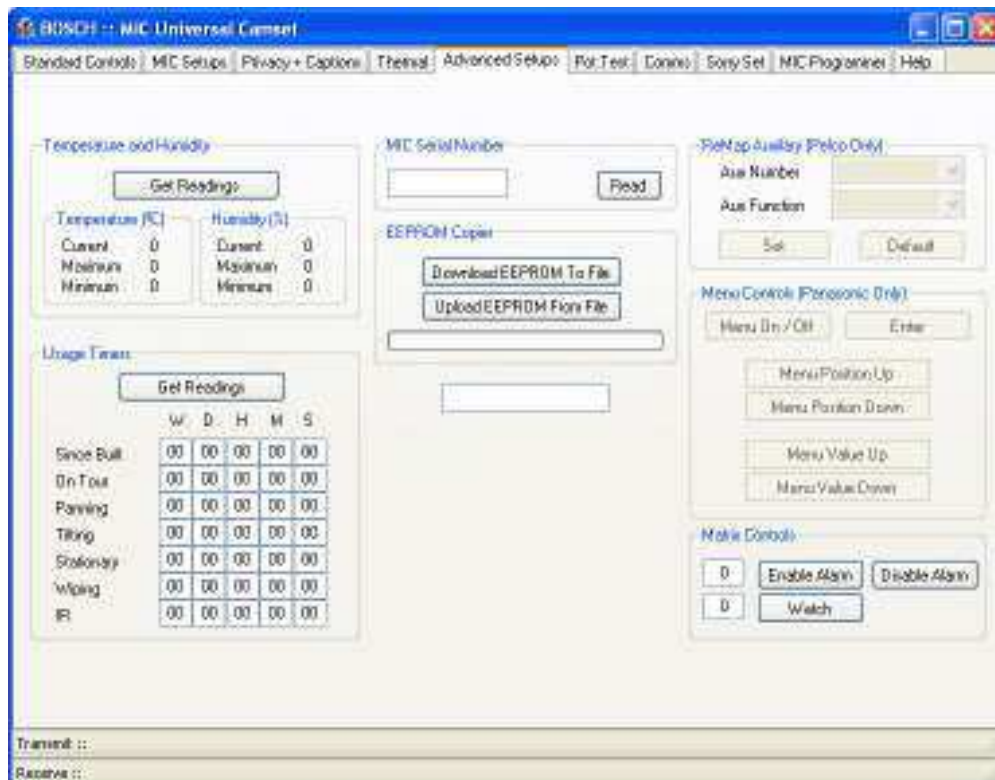 BOSCH :: MIC Universal Camset
Standard Controls MIC Setups Privacy + Captions Thermal Advanced Setups Pot Test Comms Sony Set MIC Programmer Help
Temperature and Humidity
Get Readings
Temperature (°C)
Current 0
Maximum 0
Minimum 0
Humidity (%)
Current 0
Maximum 0
Minimum 0
Usage Timers
Get Readings
W D H M S
Since Built 00 00 00 00 00
On Tour 00 00 00 00 00
Panning 00 00 00 00 00
Tilting 00 00 00 00 00
Stationary 00 00 00 00 00
Wiping 00 00 00 00 00
IR 00 00 00 00 00
MIC Serial Number
Read
EEPROM Copier
Download EEPROM To File
Upload EEPROM From File
ReMap Auxiliary (Pelco Only)
Aux Number
Aux Function
Set Default
Menu Controls (Panasonic Only)
Menu On / Off Enter
Menu Position Up
Menu Position Down
Menu Value Up
Menu Value Down
Matrix Controls
0 Enable Alarm Disable Alarm
0 Watch
Transmit ::
Receive ::